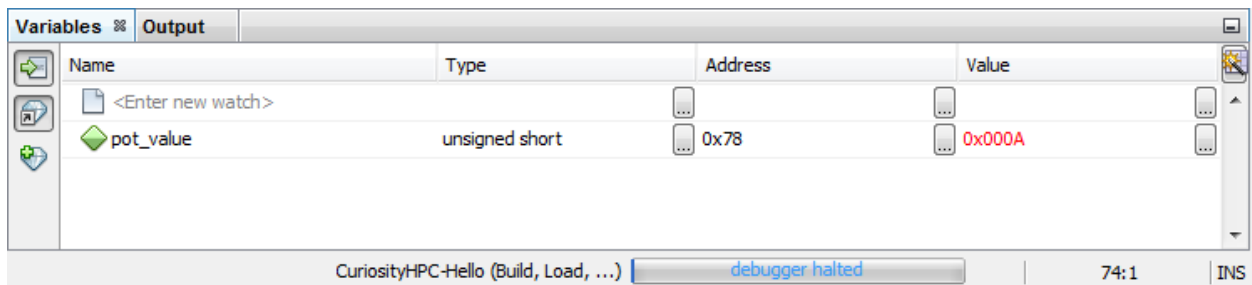 Variables Output
Name Type Address Value
<Enter new watch> ... ... ...
pot_value unsigned short ... 0x78 ... 0x000A ...
CuriosityHPC-Hello (Build, Load, ...) debugger halted 74:1 INS